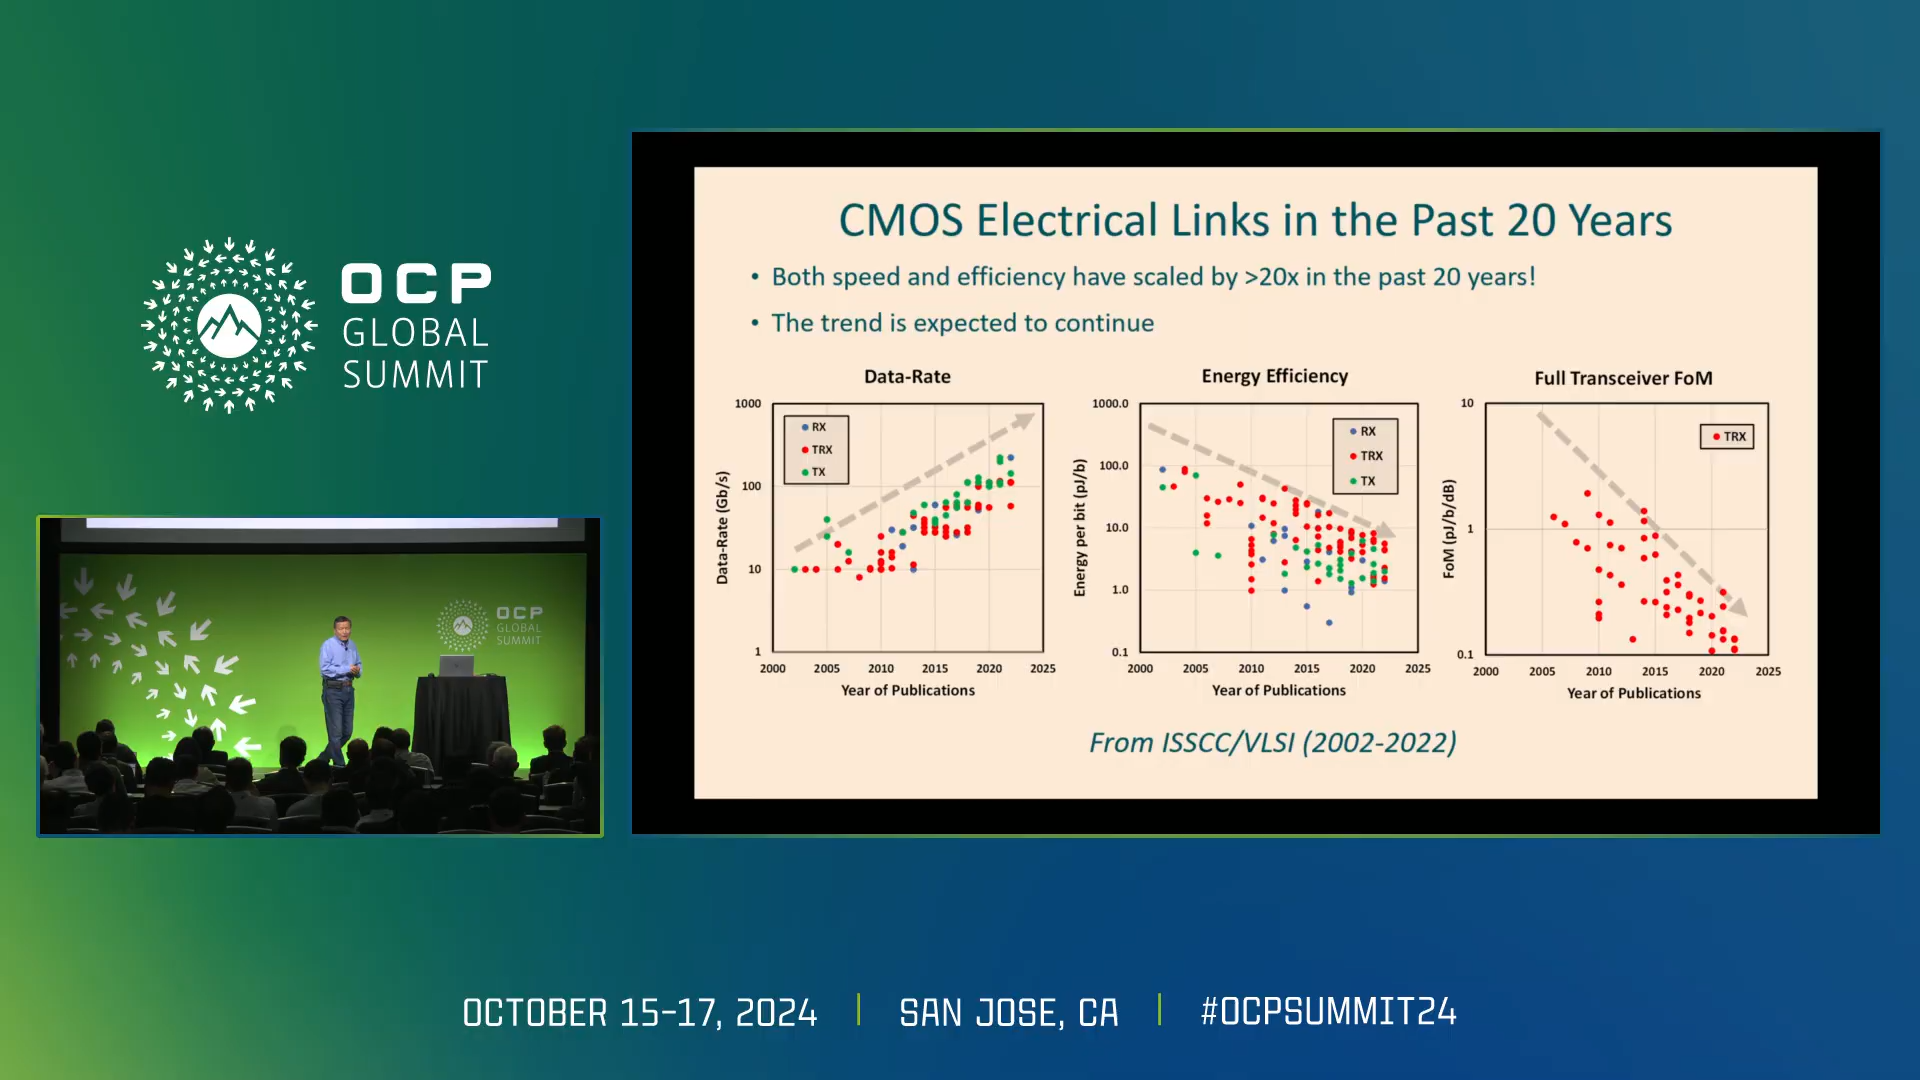 OCP
GLOBAL
SUMMIT
OCP
GLOBAL
SUMMIT
CMOS Electrical Links in the Past 20 Years
• Both speed and efficiency have scaled by >20x in the past 20 years!
• The trend is expected to continue
Data-Rate
1000
100
10
1
Data-Rate (Gb/s)
RX
TRX
TX
2000 2005 2010 2015 2020 2025
Year of Publications
Energy Efficiency
1000.0
100.0
10.0
1.0
0.1
Energy per bit (pJ/b)
RX
TRX
TX
2000 2005 2010 2015 2020 2025
Year of Publications
Full Transceiver FoM
10
1
0.1
FoM (pJ/b/dB)
TRX
2000 2005 2010 2015 2020 2025
Year of Publications
From ISSCC/VLSI (2002-2022)
OCTOBER 15-17, 2024 | SAN JOSE, CA | #OCPSUMMIT24